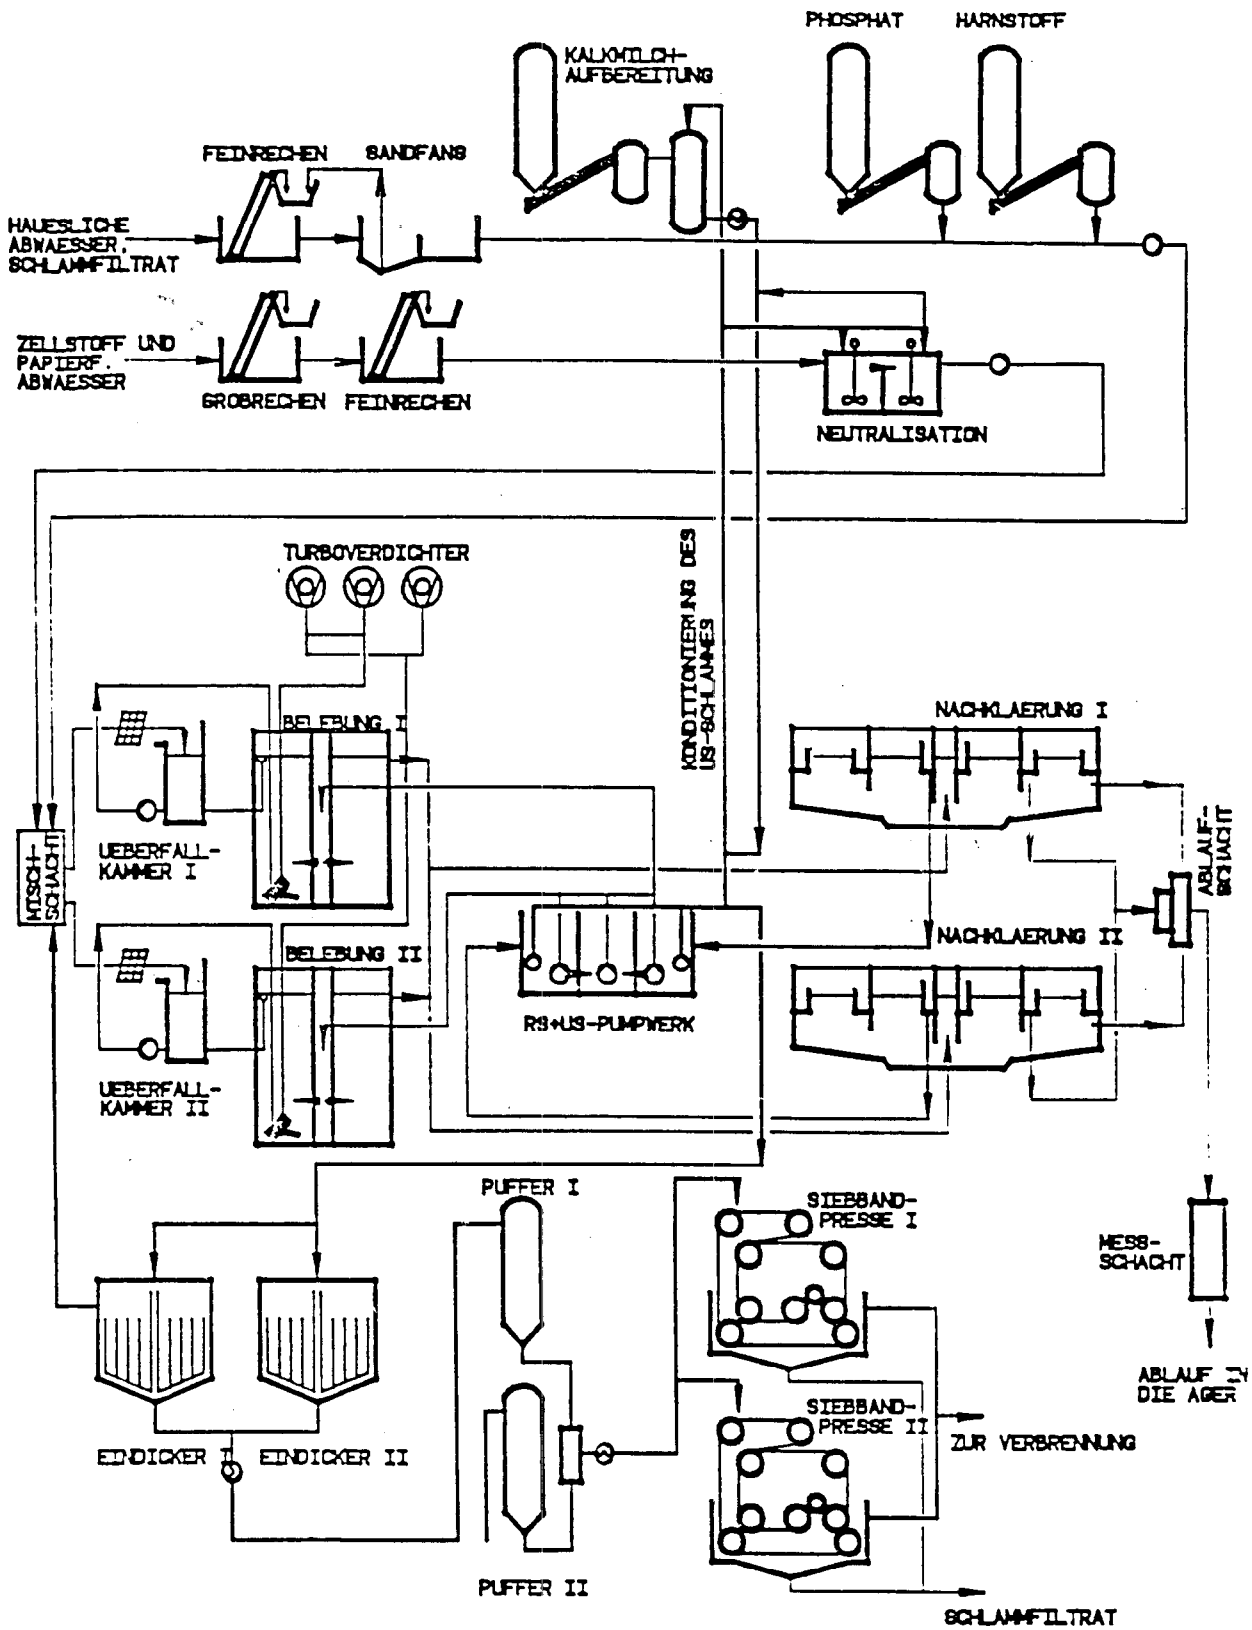 PHOSPHAT
HARNSTOFF
KALKMILCH-
AUFBEREITUNG
FEINRECHEN
SANDFANG
HAUESLICHE
ABWAESSER,
SCHLAMMFILTRAT
ZELLSTOFF UND
PAPIERF.
ABWAESSER
GROBRECHEN
FEINRECHEN
NEUTRALISATION
TURBOVERDICHTER
KONDITIONIERUNG DES
US-SCHLAMMES
BELEBUNG I
NACHKLAERUNG I
MISCH-
SCHACHT
UEBERFALL-
KAMMER I
ABLAUF-
SCHACHT
BELEBUNG II
NACHKLAERUNG II
RS+US-PUMPWERK
UEBERFALL-
KAMMER II
PUFFER I
SIEBBAND-
PRESSE I
MESS-
SCHACHT
ABLAUF IN
DIE AGER
SIEBBAND-
PRESSE II
EINDICKER I
EINDICKER II
ZUR VERBRENNUNG
PUFFER II
SCHLAMMFILTRAT